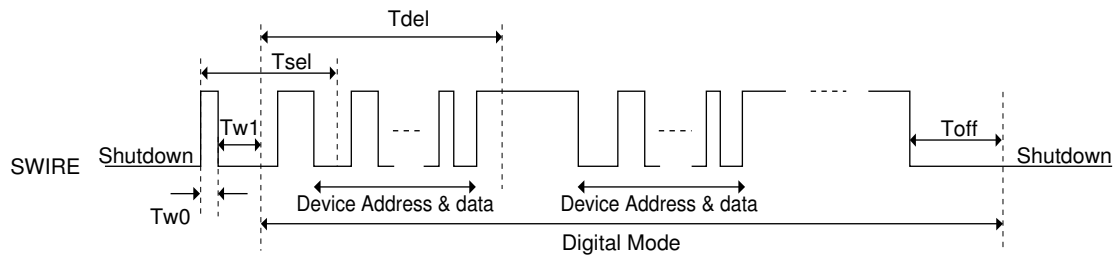 Tdel
Tsel
Tw1
Toff
SWIRE
Shutdown
Shutdown
Tw0
Device Address & data
Device Address & data
Digital Mode